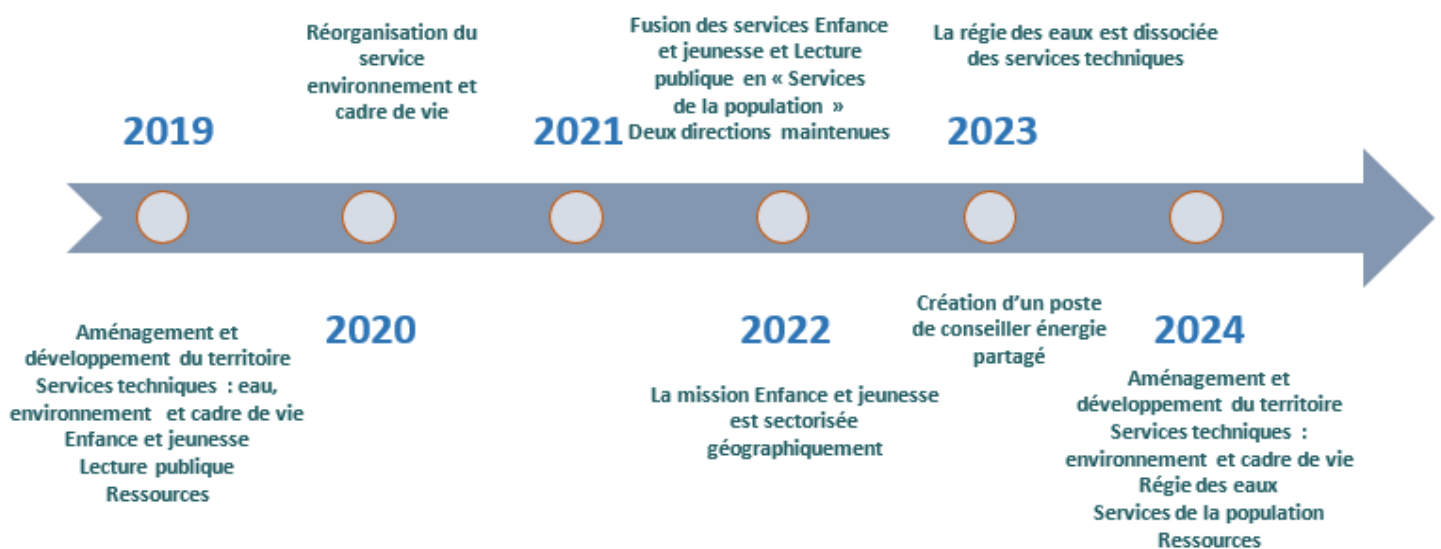 2019
Aménagement et
développement du territoire
Services techniques : eau,
environnement et cadre de vie
Enfance et jeunesse
Lecture publique
Ressources
Réorganisation du
service
environnement et
cadre de vie
2020
2021
Fusion des services Enfance
et jeunesse et Lecture
publique en « Services
de la population »
Deux directions maintenues
2022
La mission Enfance et jeunesse
est sectorisée
géographiquement
La régie des eaux est dissociée
des services techniques
2023
Création d'un poste
de conseiller énergie
partagé
2024
Aménagement et
développement du territoire
Services techniques :
environnement et cadre de vie
Régie des eaux
Services de la population
Ressources